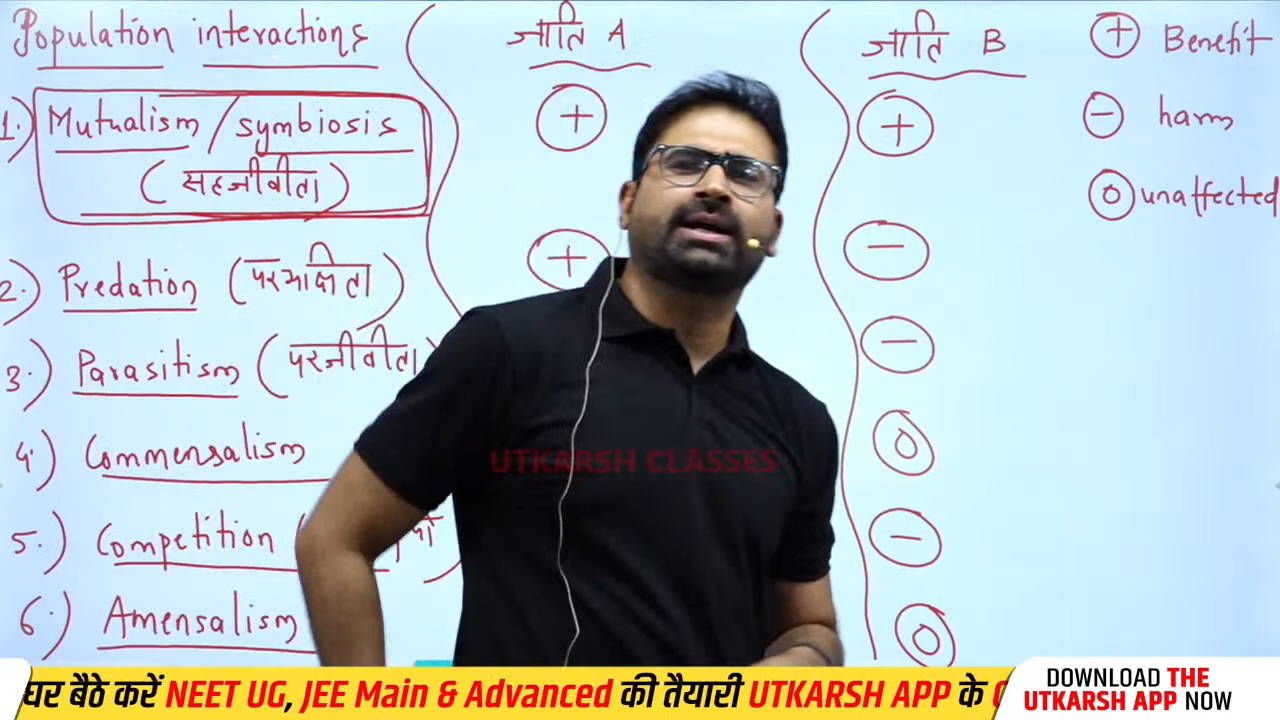 Population interactions
जाति A
जाति B
+ Benefit
- harm
0 unaffected
1.) Mutualism / symbiosis
(सहजीवीता)
+
+
2.) Predation (परभक्षिता)
+
-
3.) Parasitism (परजीवीता
-
4.) Commensalism
0
5.) Competition (
-
6.) Amensalism
0
UTKARSH CLASSES
घर बैठे करें NEET UG, JEE Main & Advanced की तैयारी UTKARSH APP के
DOWNLOAD THE
UTKARSH APP NOW